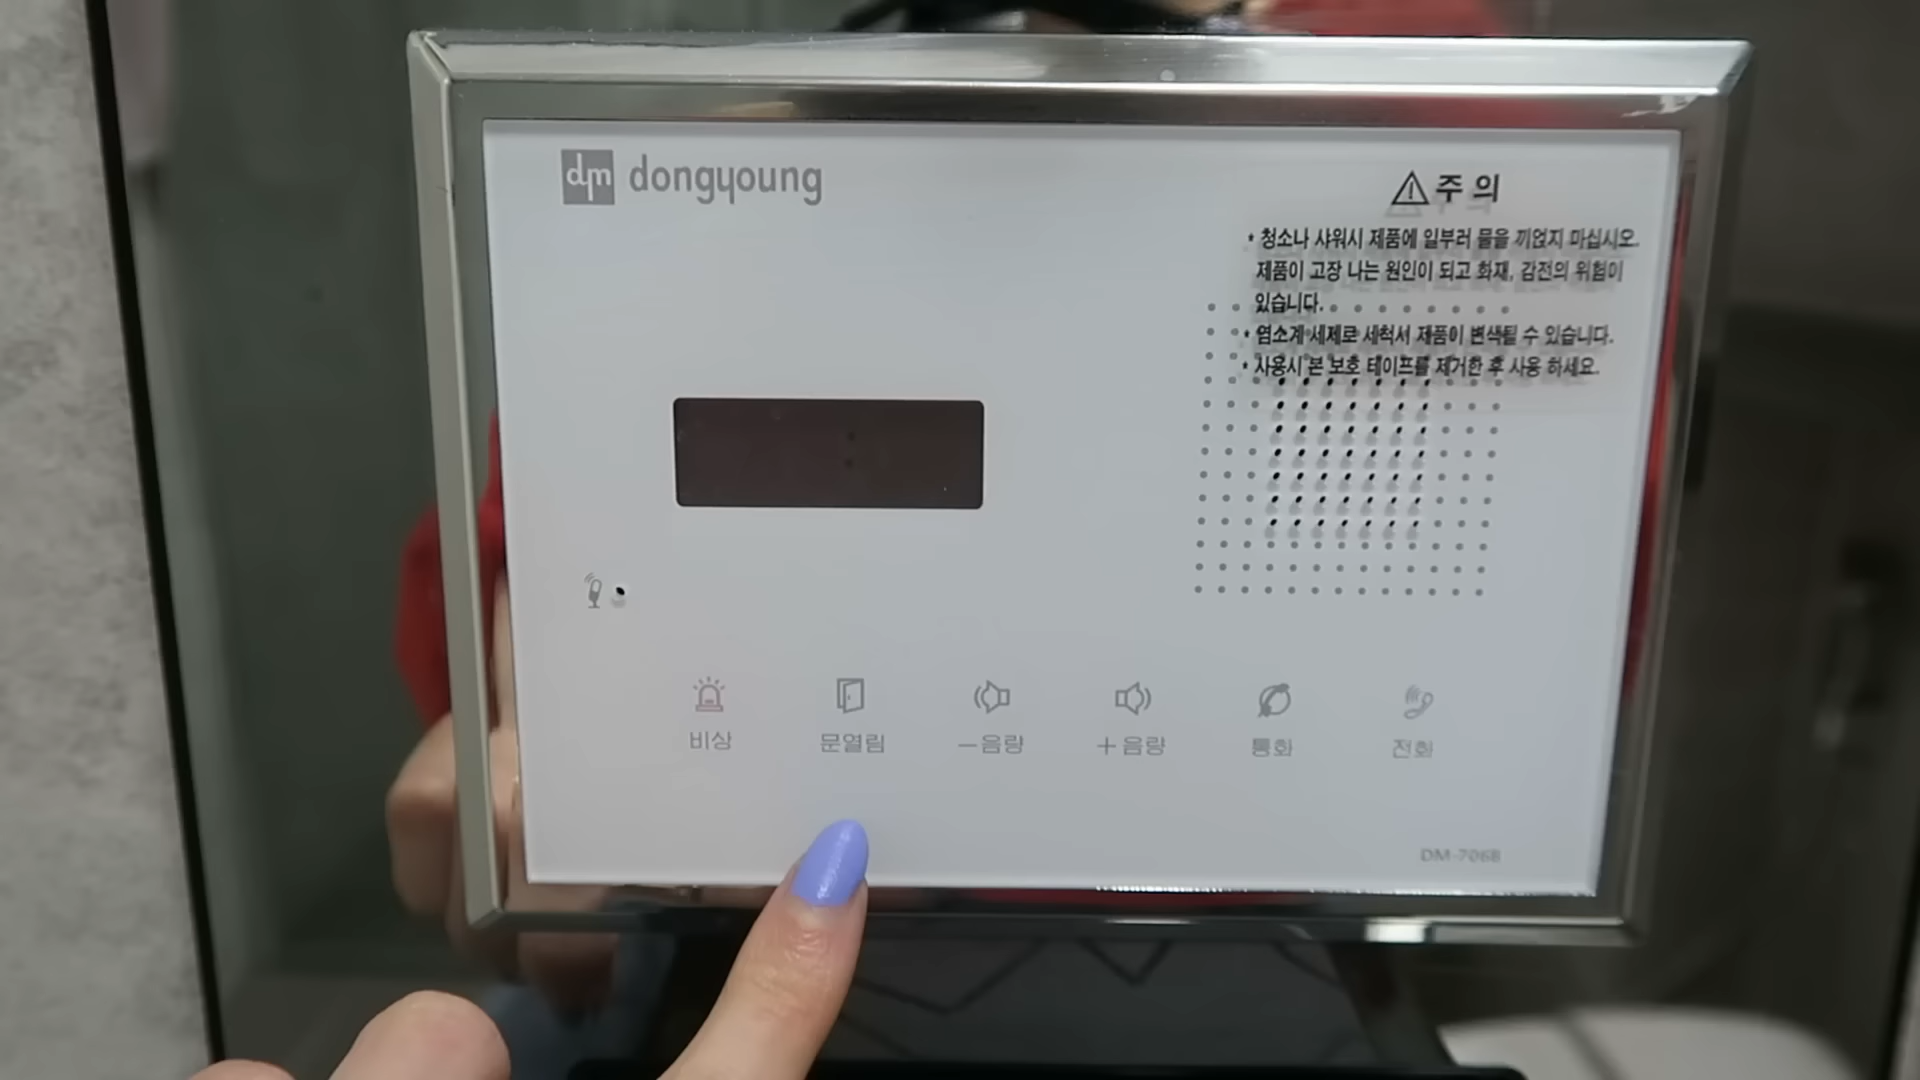 dm dongyoung
주의
* 청소나 샤워시 제품에 일부러 물을 끼얹지 마십시오.
제품이 고장 나는 원인이 되고 화재, 감전의 위험이
있습니다.
* 염소계 세제로 세척서 제품이 변색될 수 있습니다.
* 사용시 본 보호 테이프를 제거한 후 사용 하세요.
비상
문열림
–음량
+음량
통화
전화
DM-706B